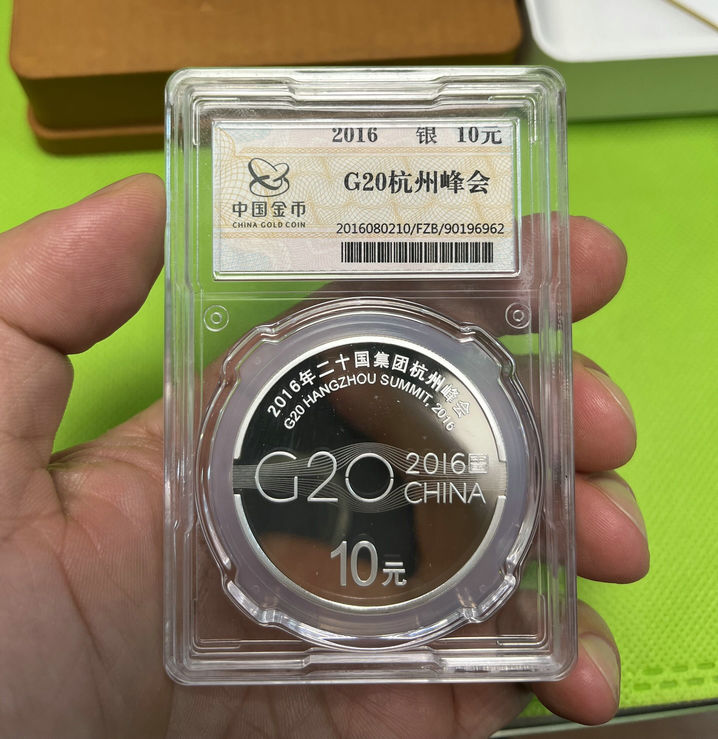 2016 银 10元
G20杭州峰会
中国金币
CHINA GOLD COIN
2016080210/FZB/90196962
2016年二十国集团杭州峰会
G20 HANGZHOU SUMMIT, 2016
G20 2016
CHINA
10元